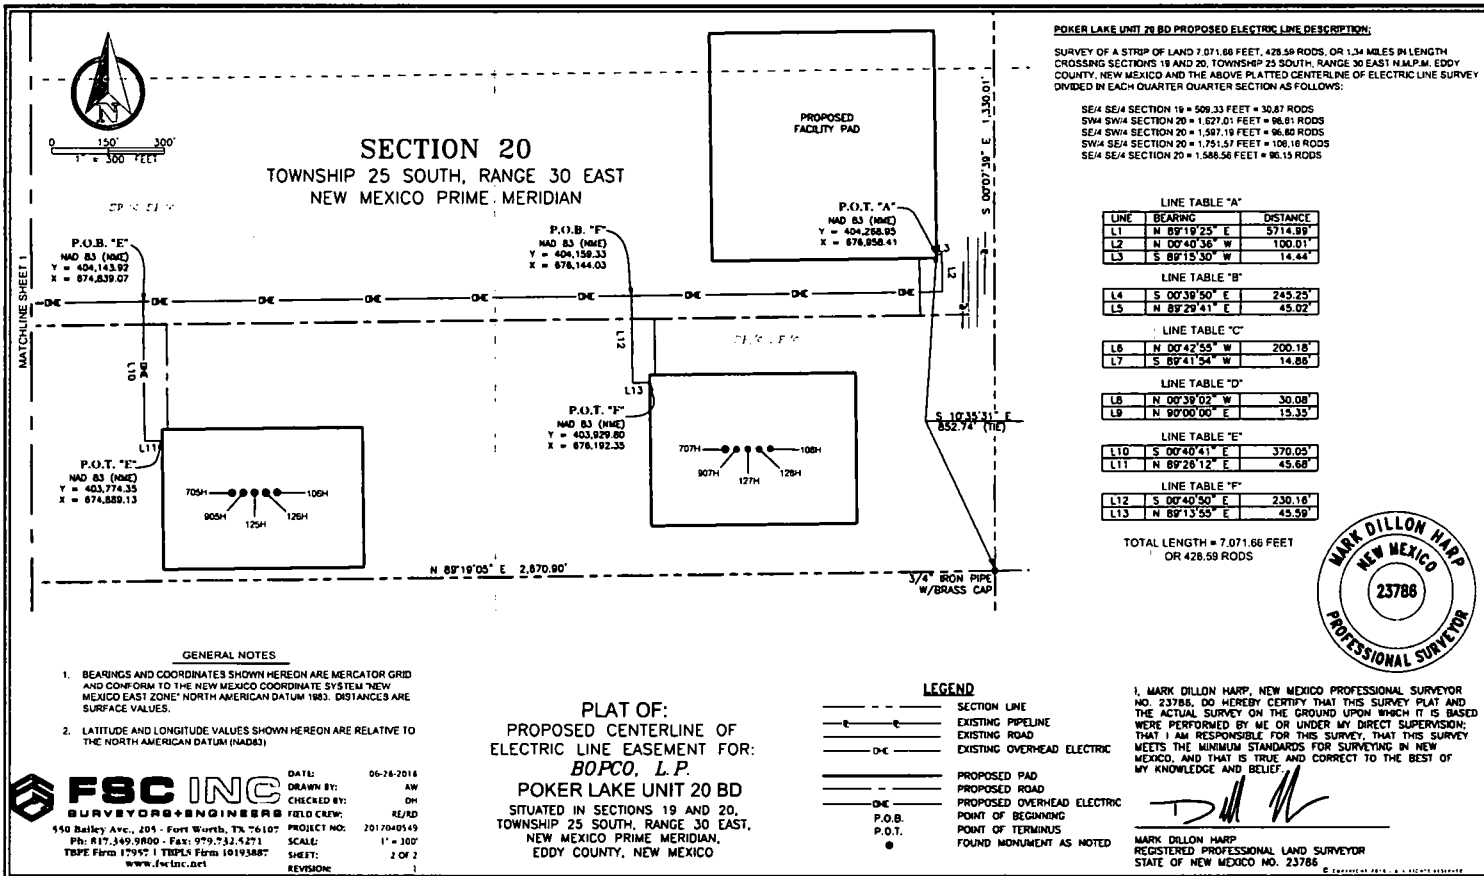 MATCHLINE SHEET 1
N
0 150' 300'
1" = 300 FEET
SECTION 20
TOWNSHIP 25 SOUTH, RANGE 30 EAST
NEW MEXICO PRIME MERIDIAN
PROPOSED
FACILITY PAD
S 00°07'39" E 1,330.01'
P.O.B. "E"
NAD 83 (NME)
Y = 404,143.92
X = 674,839.07
P.O.B. "F"
NAD 83 (NME)
Y = 404,159.33
X = 676,144.03
P.O.T. "A"
NAD 83 (NME)
Y = 404,268.95
X = 676,958.41
L3
L2
OHE OHE OHE OHE OHE OHE OHE OHE
OHE
L10
L12
L11
L13
P.O.T. "E"
NAD 83 (NME)
Y = 403,774.35
X = 674,889.13
P.O.T. "F"
NAD 83 (NME)
Y = 403,929.80
X = 676,192.35
705H 106H
905H 125H 126H
707H 108H
907H 127H 128H
S 10°35'31" E
852.74' (TIE)
N 89°19'05" E 2,670.90'
3/4" IRON PIPE
W/BRASS CAP
POKER LAKE UNIT 20 BD PROPOSED ELECTRIC LINE DESCRIPTION:
SURVEY OF A STRIP OF LAND 7,071.66 FEET, 428.59 RODS, OR 1.34 MILES IN LENGTH
CROSSING SECTIONS 19 AND 20, TOWNSHIP 25 SOUTH, RANGE 30 EAST N.M.P.M. EDDY
COUNTY, NEW MEXICO AND THE ABOVE PLATTED CENTERLINE OF ELECTRIC LINE SURVEY
DIVIDED IN EACH QUARTER QUARTER SECTION AS FOLLOWS:
SE/4 SE/4 SECTION 19 = 509.33 FEET = 30.87 RODS
SW/4 SW/4 SECTION 20 = 1,627.01 FEET = 98.61 RODS
SE/4 SW/4 SECTION 20 = 1,597.19 FEET = 96.80 RODS
SW/4 SE/4 SECTION 20 = 1,751.57 FEET = 106.16 RODS
SE/4 SE/4 SECTION 20 = 1,586.56 FEET = 96.15 RODS
LINE TABLE "A"
LINE BEARING DISTANCE
L1 N 89°19'25" E 5714.99'
L2 N 00°40'36" W 100.01'
L3 S 89°15'30" W 14.44'
LINE TABLE "B"
L4 S 00°39'50" E 245.25'
L5 N 89°29'41" E 45.02'
LINE TABLE "C"
L6 N 00°42'55" W 200.18'
L7 S 89°41'54" W 14.86'
LINE TABLE "D"
L8 N 00°39'02" W 30.08'
L9 N 90°00'00" E 15.35'
LINE TABLE "E"
L10 S 00°40'41" E 370.05'
L11 N 89°26'12" E 45.68'
LINE TABLE "F"
L12 S 00°40'50" E 230.16'
L13 N 89°13'55" E 45.59'
TOTAL LENGTH = 7,071.66 FEET
OR 428.59 RODS
MARK DILLON HARP
NEW MEXICO
23786
PROFESSIONAL SURVEYOR
GENERAL NOTES
1. BEARINGS AND COORDINATES SHOWN HEREON ARE MERCATOR GRID
AND CONFORM TO THE NEW MEXICO COORDINATE SYSTEM "NEW
MEXICO EAST ZONE" NORTH AMERICAN DATUM 1983. DISTANCES ARE
SURFACE VALUES.
2. LATITUDE AND LONGITUDE VALUES SHOWN HEREON ARE RELATIVE TO
THE NORTH AMERICAN DATUM (NAD83)
FSC INC
SURVEYORS+ENGINEERS
550 Bailey Ave., 205 - Fort Worth, TX 76107
Ph: 817.349.9800 - Fax: 979.732.5271
TBPE Firm 17957 | TBPLS Firm 10193887
www.fscinc.net
DATE: 06-26-2018
DRAWN BY: AW
CHECKED BY: DH
FIELD CREW: RE/RD
PROJECT NO: 2017040549
SCALE: 1" = 300'
SHEET: 2 OF 2
REVISION: 1
PLAT OF:
PROPOSED CENTERLINE OF
ELECTRIC LINE EASEMENT FOR:
BOPCO, L.P.
POKER LAKE UNIT 20 BD
SITUATED IN SECTIONS 19 AND 20,
TOWNSHIP 25 SOUTH, RANGE 30 EAST,
NEW MEXICO PRIME MERIDIAN,
EDDY COUNTY, NEW MEXICO
LEGEND
SECTION LINE
EXISTING PIPELINE
EXISTING ROAD
OHE EXISTING OVERHEAD ELECTRIC
PROPOSED PAD
PROPOSED ROAD
OHE PROPOSED OVERHEAD ELECTRIC
P.O.B. POINT OF BEGINNING
P.O.T. POINT OF TERMINUS
FOUND MONUMENT AS NOTED
I, MARK DILLON HARP, NEW MEXICO PROFESSIONAL SURVEYOR
NO. 23786, DO HEREBY CERTIFY THAT THIS SURVEY PLAT AND
THE ACTUAL SURVEY ON THE GROUND UPON WHICH IT IS BASED
WERE PERFORMED BY ME OR UNDER MY DIRECT SUPERVISION;
THAT I AM RESPONSIBLE FOR THIS SURVEY, THAT THIS SURVEY
MEETS THE MINIMUM STANDARDS FOR SURVEYING IN NEW
MEXICO, AND THAT IS TRUE AND CORRECT TO THE BEST OF
MY KNOWLEDGE AND BELIEF.
MARK DILLON HARP
REGISTERED PROFESSIONAL LAND SURVEYOR
STATE OF NEW MEXICO NO. 23786